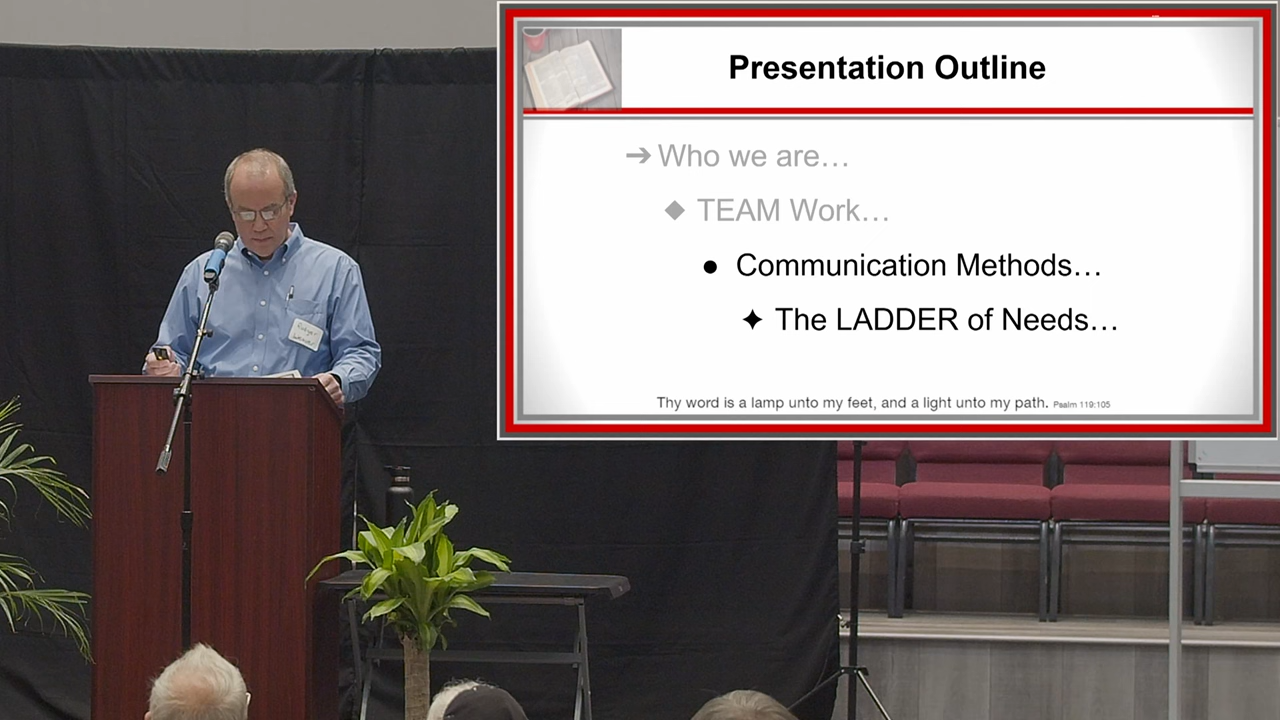 Presentation Outline
➔ Who we are…
◆ TEAM Work…
● Communication Methods…
✦ The LADDER of Needs…
Thy word is a lamp unto my feet, and a light unto my path. Psalm 119:105